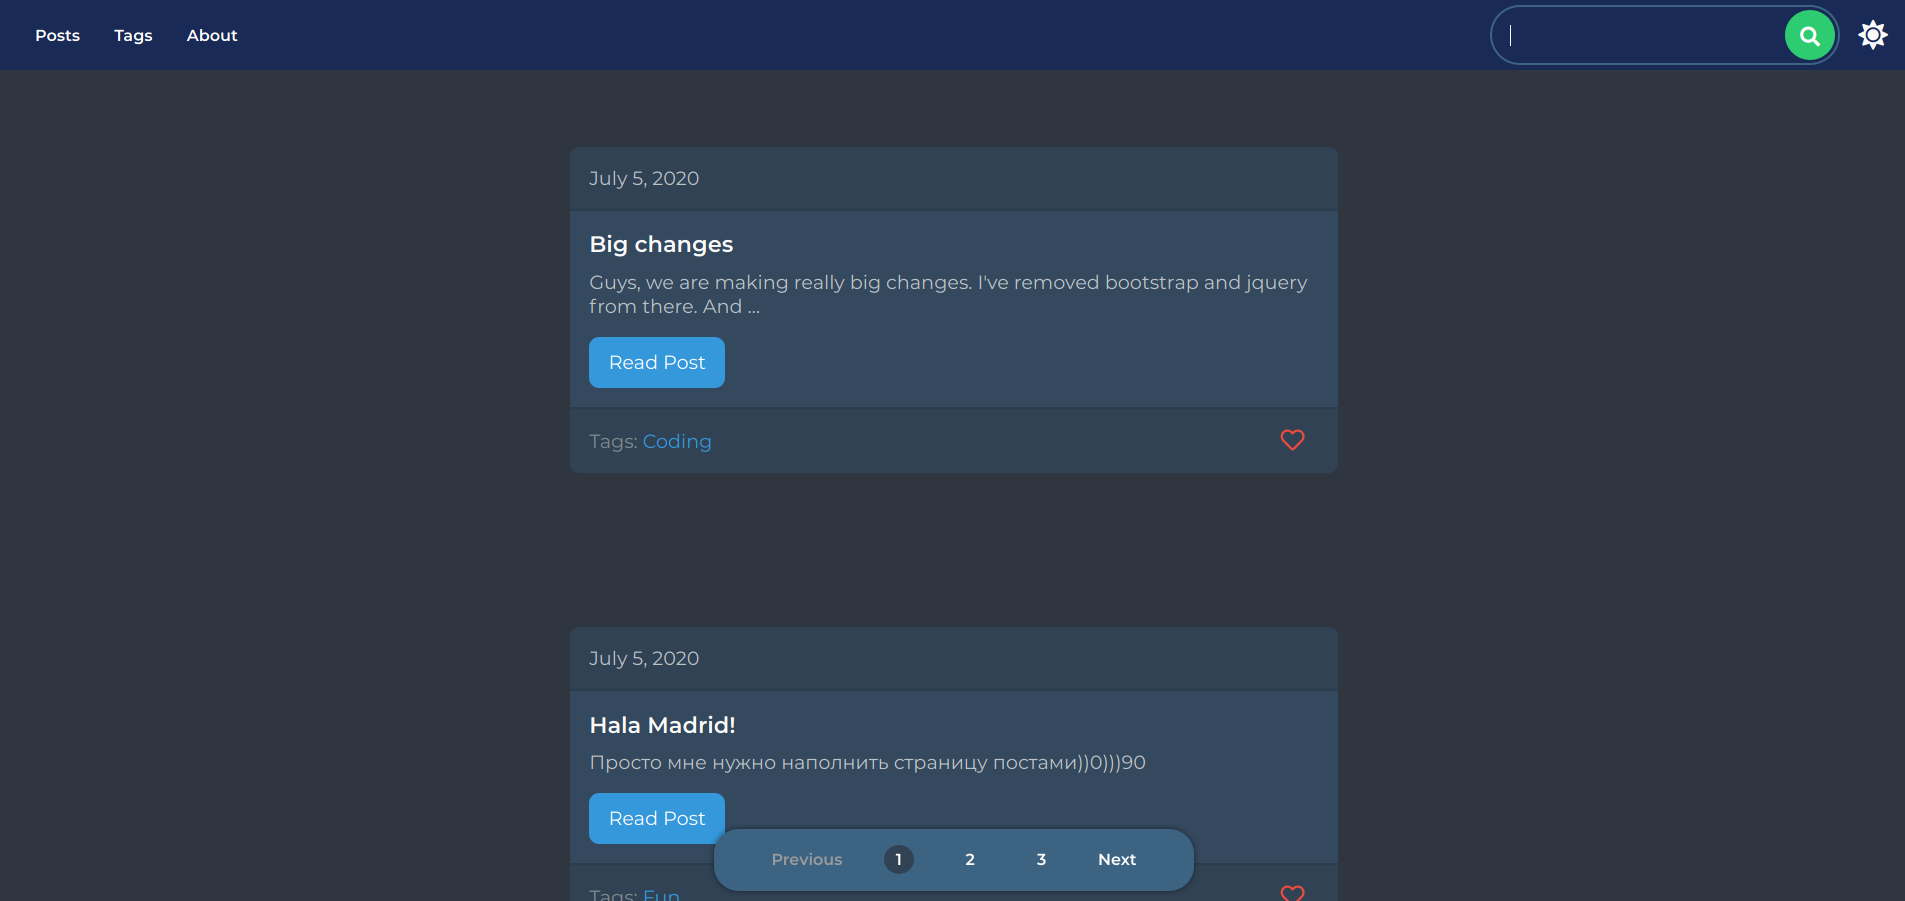 Posts Tags About
July 5, 2020
Big changes
Guys, we are making really big changes. I've removed bootstrap and jquery
from there. And ...
Read Post
Tags: Coding
July 5, 2020
Hala Madrid!
Просто мне нужно наполнить страницу постами))0)))90
Read Post
Previous 1 2 3 Next
Tags: Fun